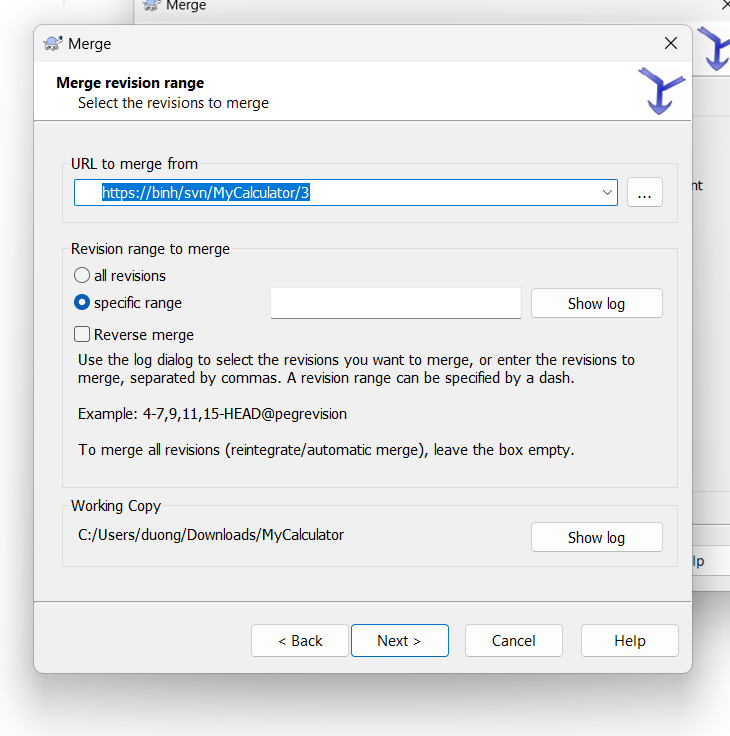 Merge
Merge
Merge revision range
Select the revisions to merge
URL to merge from
https://binh/svn/MyCalculator/3
...
nt
Revision range to merge
all revisions
specific range
Show log
Reverse merge
Use the log dialog to select the revisions you want to merge, or enter the revisions to
merge, separated by commas. A revision range can be specified by a dash.
Example: 4-7,9,11,15-HEAD@pegrevision
To merge all revisions (reintegrate/automatic merge), leave the box empty.
Working Copy
C:/Users/duong/Downloads/MyCalculator
Show log
lp
< Back
Next >
Cancel
Help